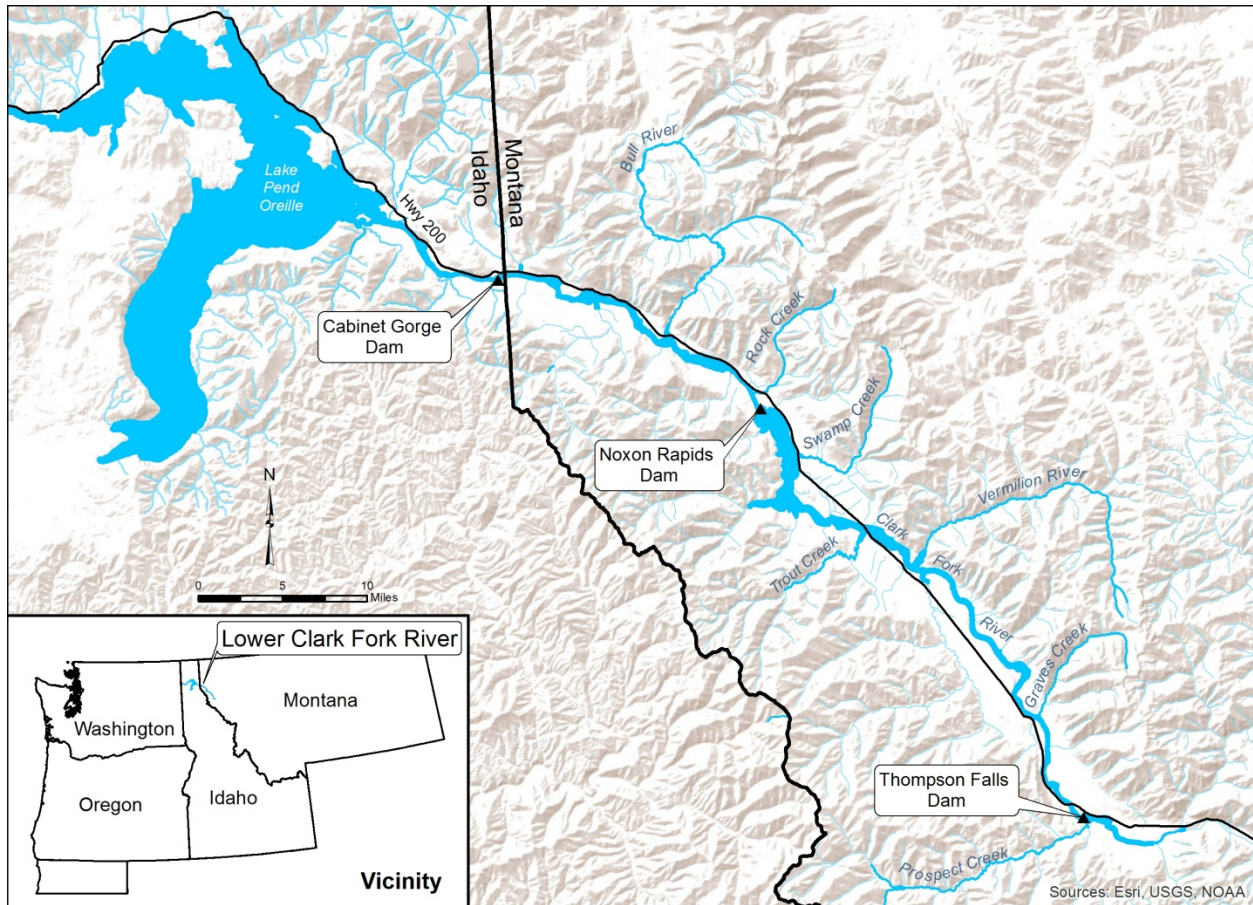 Lake
Pend
Oreille
Hwy 200
Idaho
Montana
Bull River
Cabinet Gorge
Dam
Rock Creek
Swamp Creek
Noxon Rapids
Dam
Vermilion River
Clark
Fork
River
Trout Creek
Graves Creek
Thompson Falls
Dam
Prospect Creek
N
0 5 10
Miles
Lower Clark Fork River
Washington
Montana
Oregon
Idaho
Vicinity
Sources: Esri, USGS, NOAA